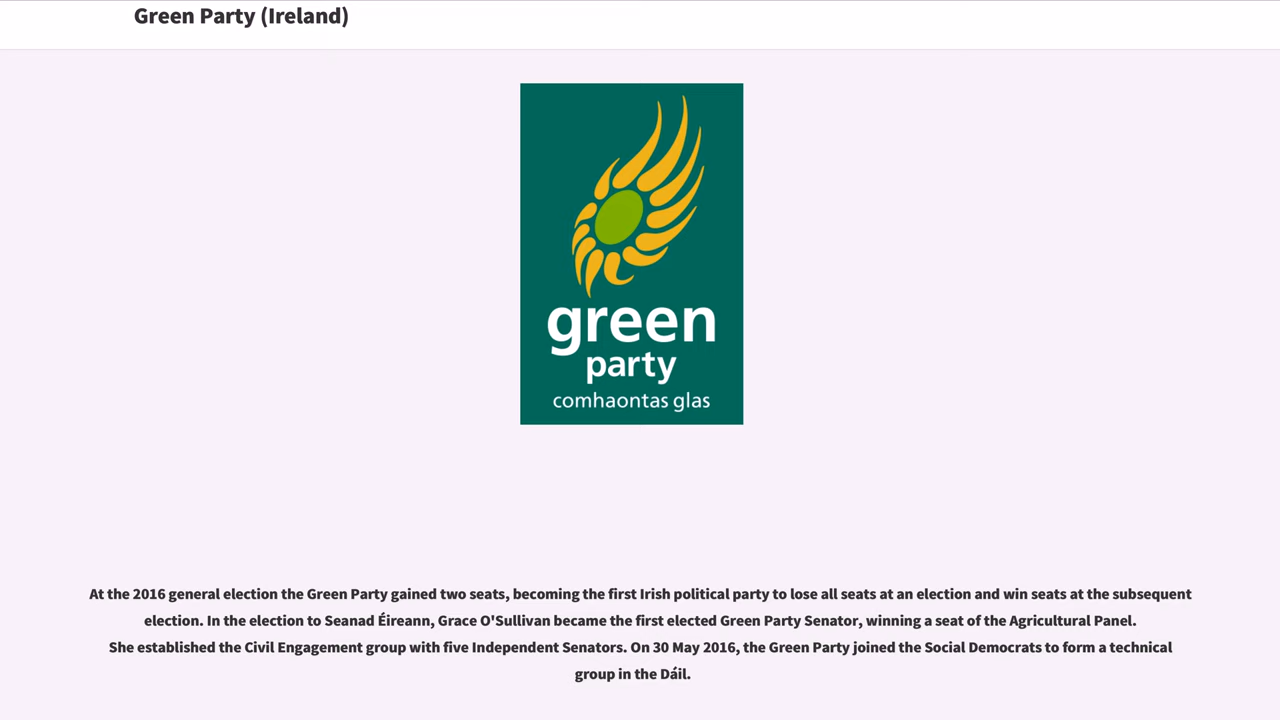 Green Party (Ireland)
green
party
comhaontas glas
At the 2016 general election the Green Party gained two seats, becoming the first Irish political party to lose all seats at an election and win seats at the subsequent
election. In the election to Seanad Éireann, Grace O'Sullivan became the first elected Green Party Senator, winning a seat of the Agricultural Panel.
She established the Civil Engagement group with five Independent Senators. On 30 May 2016, the Green Party joined the Social Democrats to form a technical
group in the Dáil.